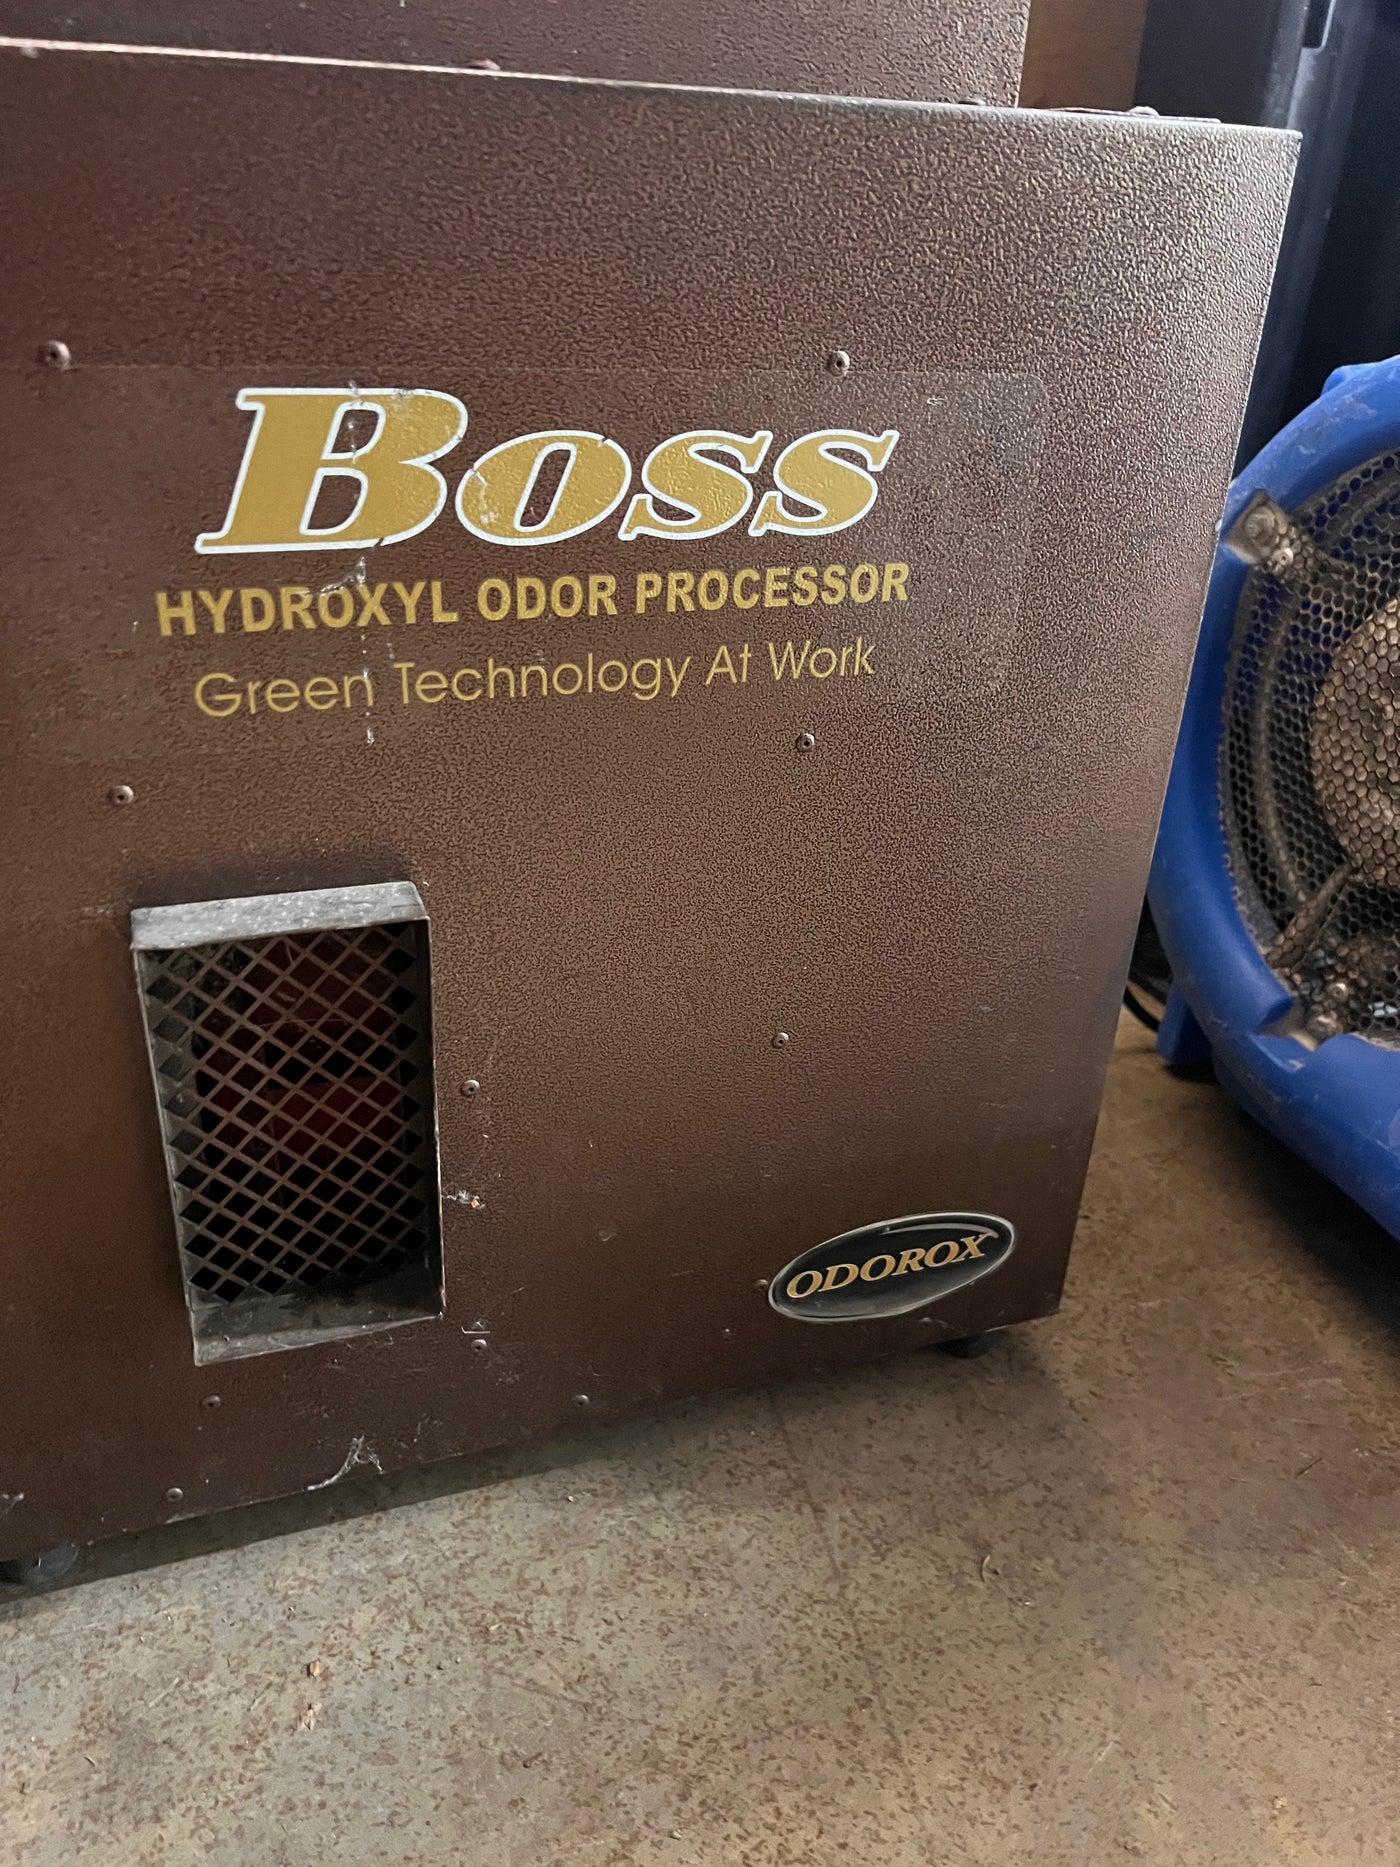 Boss
HYDROXYL ODOR PROCESSOR
Green Technology At Work
ODOROX